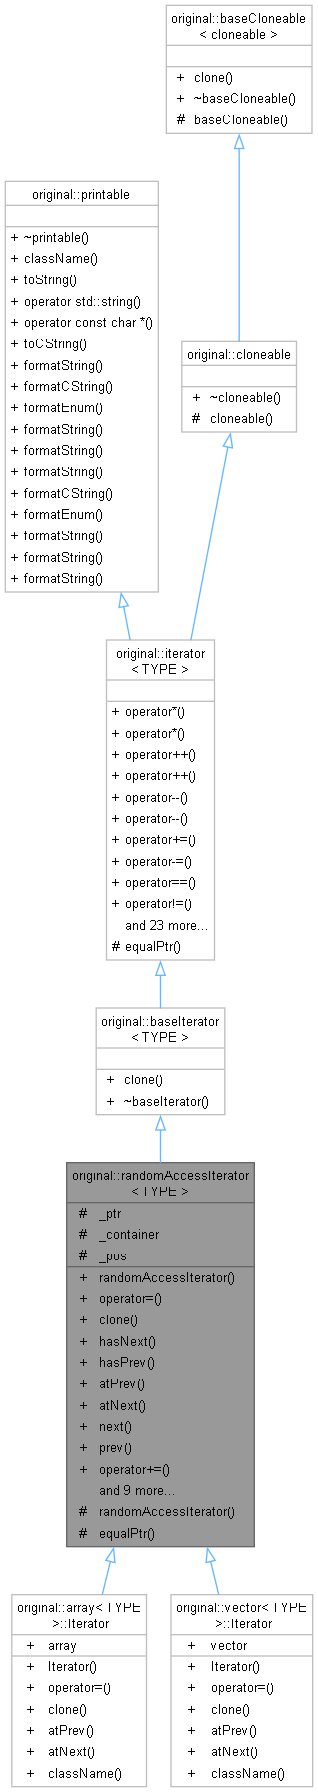 original::baseCloneable
< cloneable >
+ clone()
+ ~baseCloneable()
# baseCloneable()
original::printable
+ ~printable()
+ className()
+ toString()
+ operator std::string()
+ operator const char *()
+ toCString()
+ formatString()
+ formatCString()
+ formatEnum()
+ formatString()
+ formatString()
+ formatString()
+ formatCString()
+ formatEnum()
+ formatString()
+ formatString()
+ formatString()
original::cloneable
+ ~cloneable()
# cloneable()
original::iterator
< TYPE >
+ operator*()
+ operator*()
+ operator++()
+ operator++()
+ operator--()
+ operator--()
+ operator+=()
+ operator-=()
+ operator==()
+ operator!=()
and 23 more...
# equalPtr()
original::baseIterator
< TYPE >
+ clone()
+ ~baseIterator()
original::randomAccessIterator
< TYPE >
# _ptr
# _container
# _pos
+ randomAccessIterator()
+ operator=()
+ clone()
+ hasNext()
+ hasPrev()
+ atPrev()
+ atNext()
+ next()
+ prev()
+ operator+=()
and 9 more...
# randomAccessIterator()
# equalPtr()
original::array< TYPE
>::Iterator
+ array
+ Iterator()
+ operator=()
+ clone()
+ atPrev()
+ atNext()
+ className()
original::vector< TYPE
>::Iterator
+ vector
+ Iterator()
+ operator=()
+ clone()
+ atPrev()
+ atNext()
+ className()